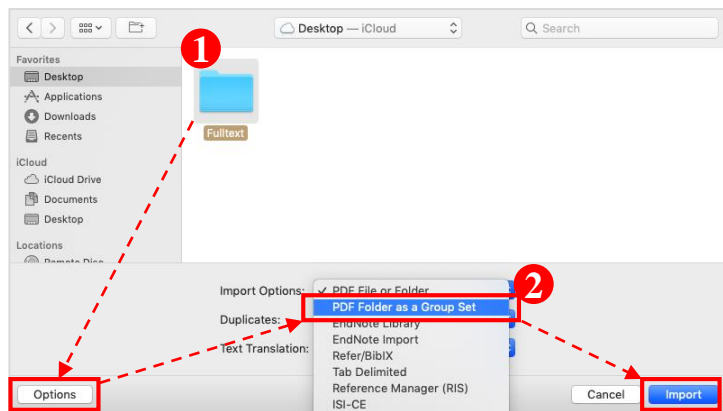 Desktop — iCloud
Search
1
Favorites
Desktop
Applications
Downloads
Recents
Fulltext
iCloud
iCloud Drive
Documents
Desktop
Locations
Remote Disc
Import Options:
✓ PDF File or Folder
2
PDF Folder as a Group Set
Duplicates:
EndNote Library
EndNote Import
Text Translation:
Refer/BibIX
Tab Delimited
Reference Manager (RIS)
ISI-CE
Options
Cancel
Import